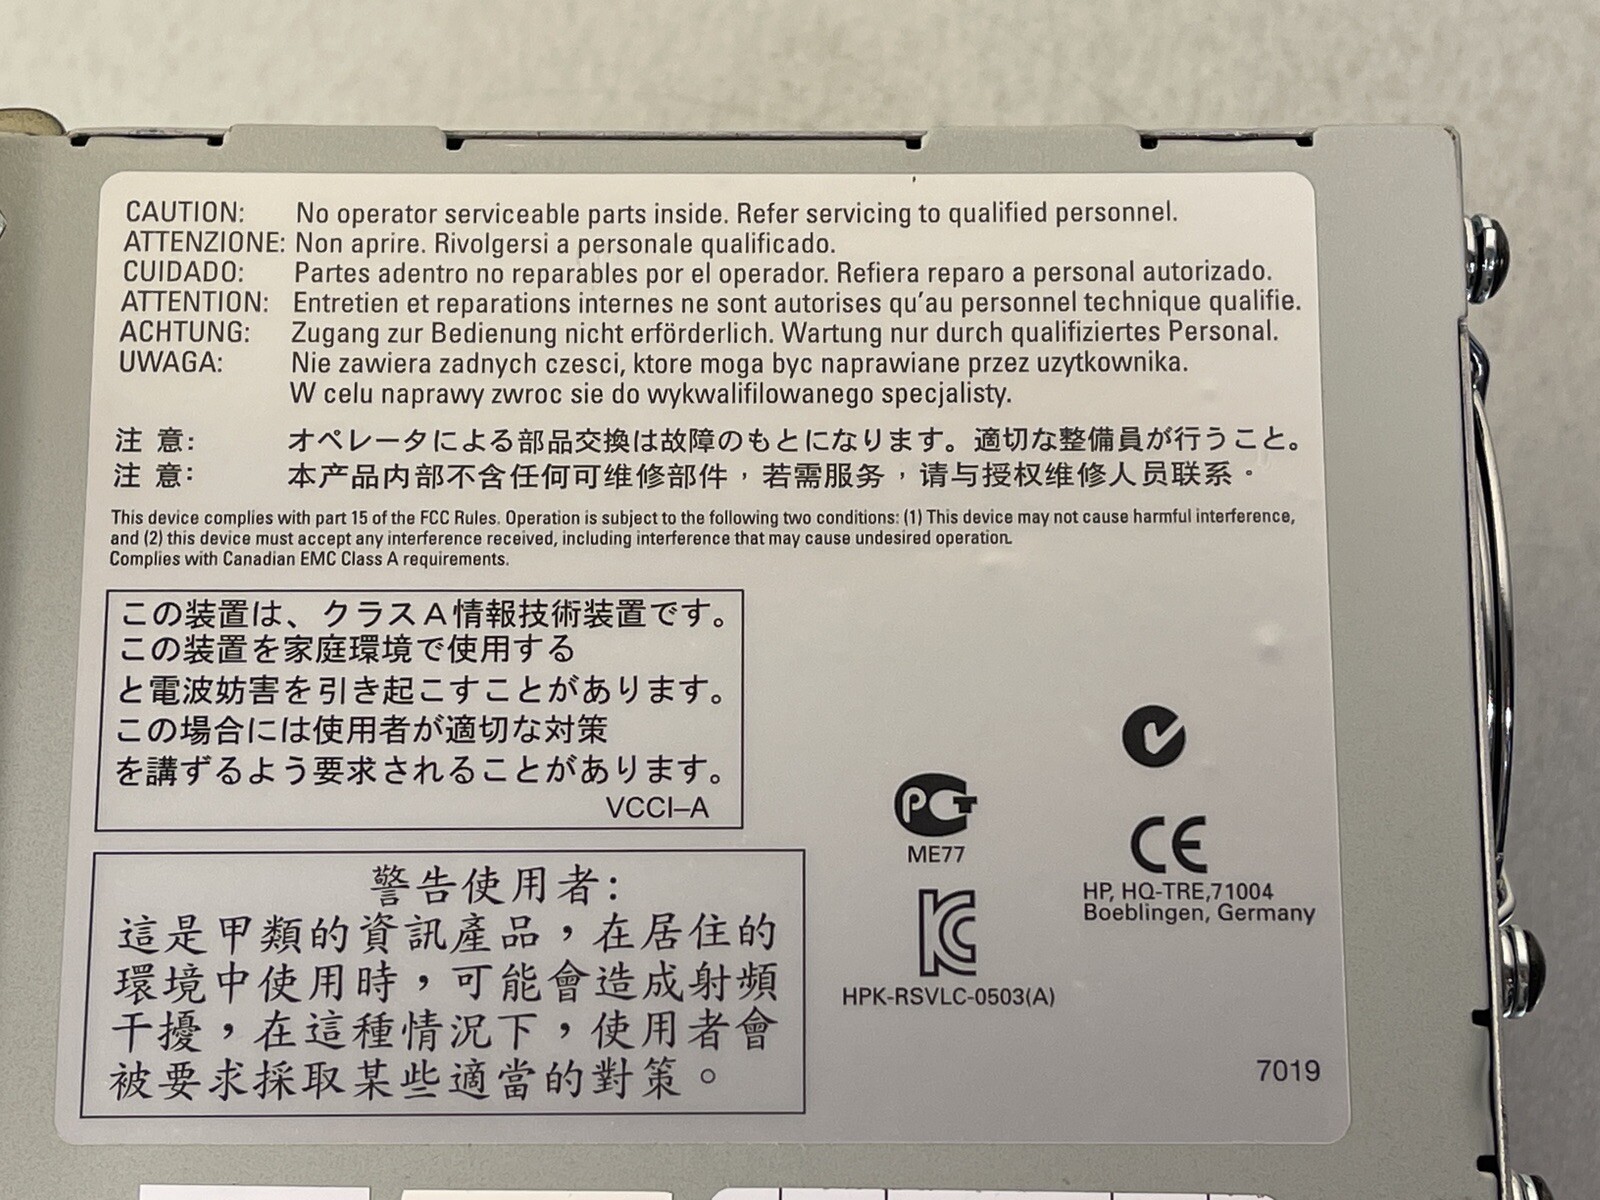 CAUTION: No operator serviceable parts inside. Refer servicing to qualified personnel.
ATTENZIONE: Non aprire. Rivolgersi a personale qualificado.
CUIDADO: Partes adentro no reparables por el operador. Refiera reparo a personal autorizado.
ATTENTION: Entretien et reparations internes ne sont autorises qu'au personnel technique qualifie.
ACHTUNG: Zugang zur Bedienung nicht erförderlich. Wartung nur durch qualifiziertes Personal.
UWAGA: Nie zawiera zadnych czesci, ktore moga byc naprawiane przez uzytkownika.
W celu naprawy zwroc sie do wykwalifilowanego specjalisty.
注 意: オペレータによる部品交換は故障のもとになります。適切な整備員が行うこと。
注 意: 本产品内部不含任何可维修部件，若需服务，请与授权维修人员联系。
This device complies with part 15 of the FCC Rules. Operation is subject to the following two conditions: (1) This device may not cause harmful interference,
and (2) this device must accept any interference received, including interference that may cause undesired operation.
Complies with Canadian EMC Class A requirements.
この装置は、クラスA情報技術装置です。
この装置を家庭環境で使用する
と電波妨害を引き起こすことがあります。
この場合には使用者が適切な対策
を講ずるよう要求されることがあります。
VCCI-A
警告使用者:
這是甲類的資訊產品，在居住的
環境中使用時，可能會造成射頻
干擾，在這種情況下，使用者會
被要求採取某些適當的對策。
PCT
ME77
KC
HPK-RSVLC-0503(A)
CE
HP, HQ-TRE,71004
Boeblingen, Germany
7019